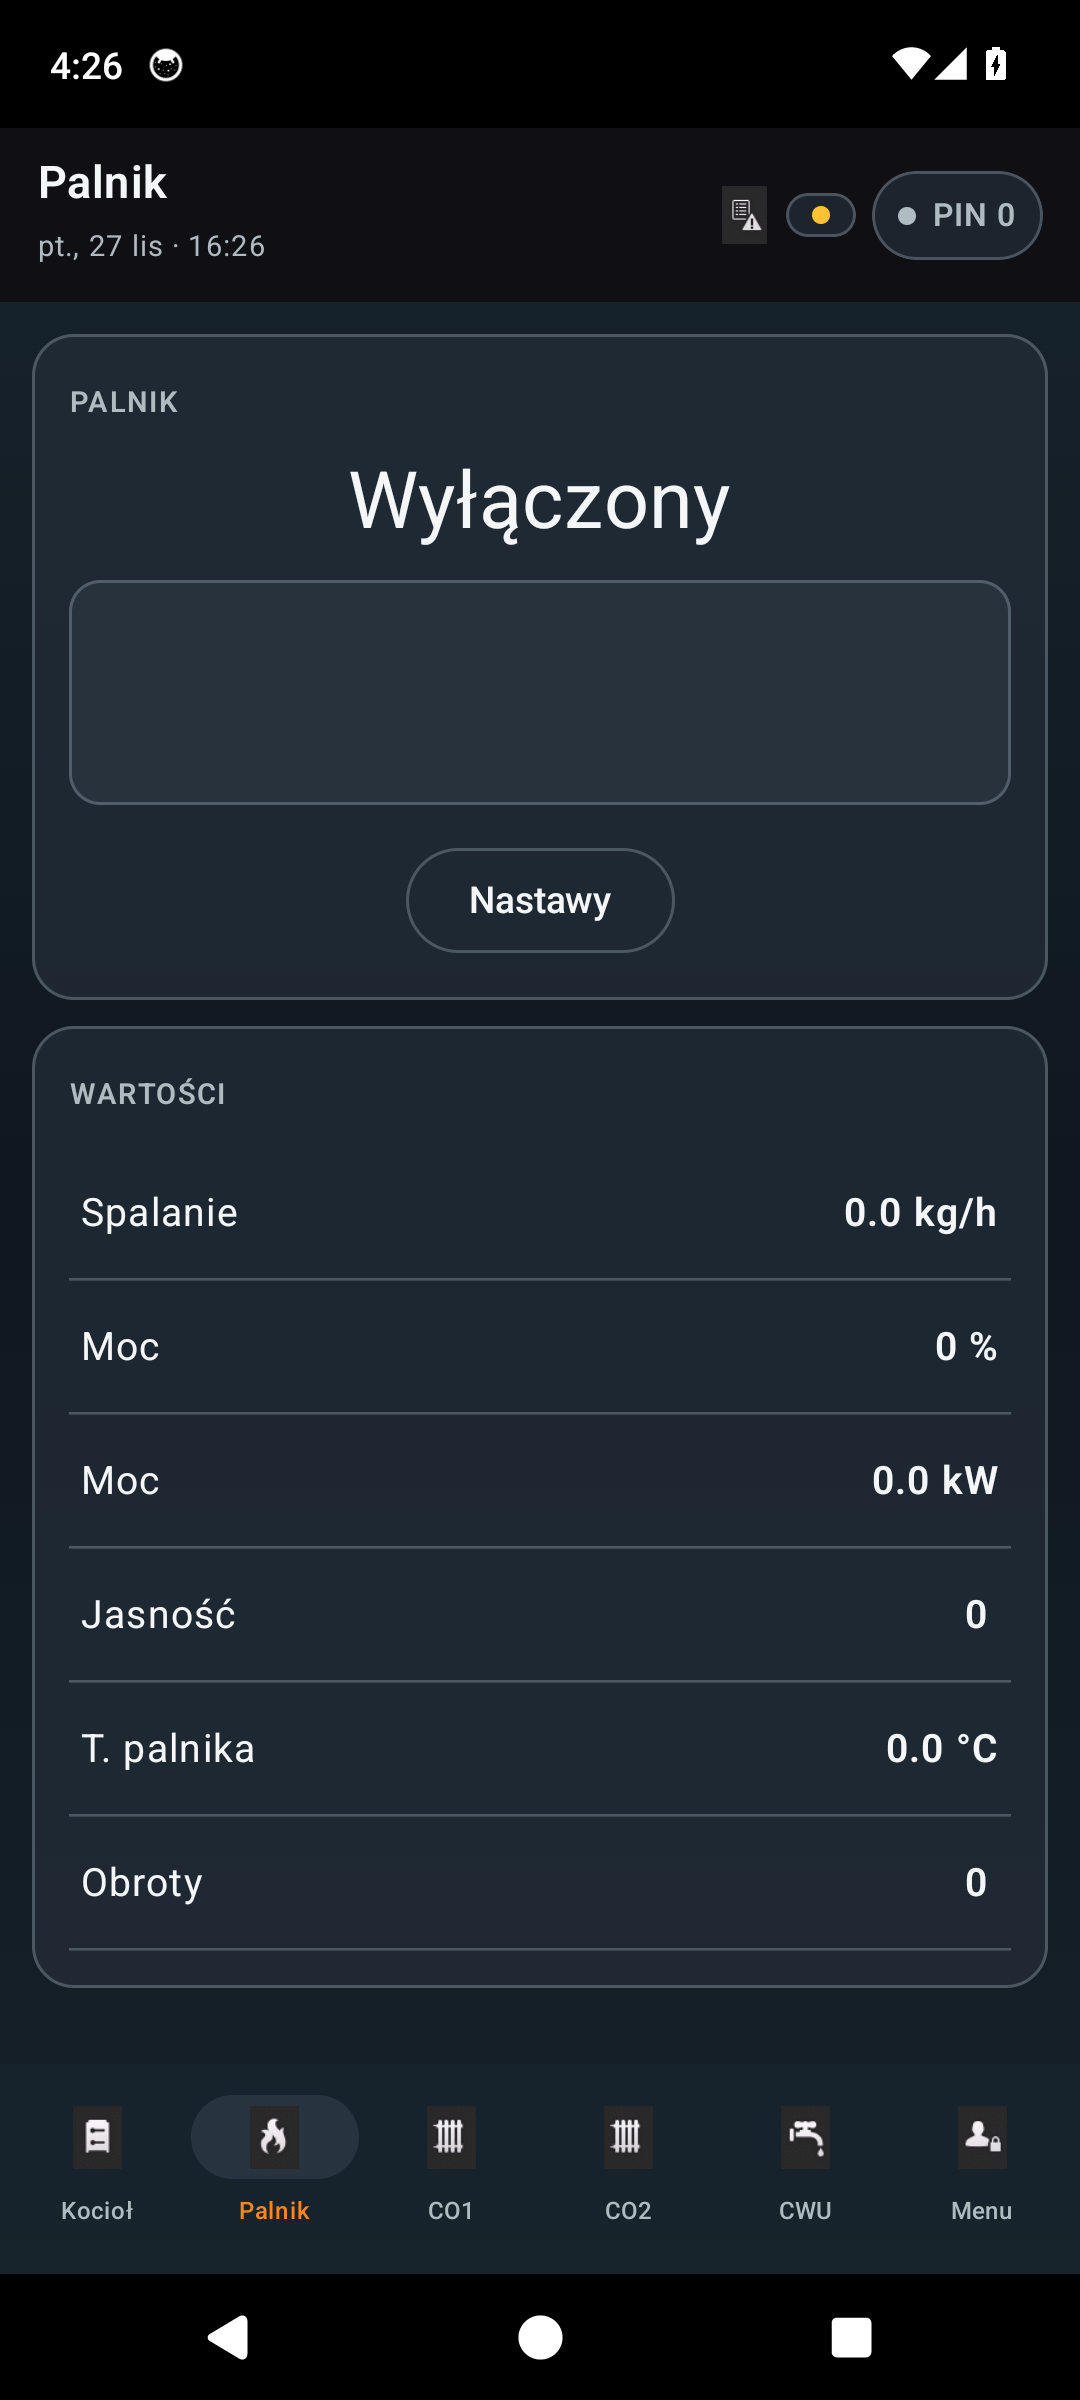 4:26
Palnik
pt., 27 lis · 16:26
PIN 0
PALNIK
Wyłączony
Nastawy
WARTOŚCI
Spalanie 0.0 kg/h
Moc 0 %
Moc 0.0 kW
Jasność 0
T. palnika 0.0 °C
Obroty 0
Kocioł Palnik CO1 CO2 CWU Menu